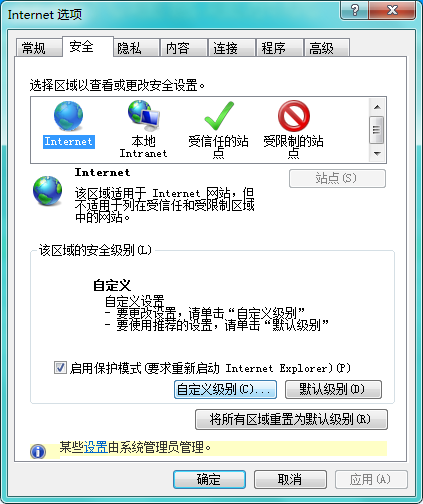 Internet 选项
常规 安全 隐私 内容 连接 程序 高级
选择区域以查看或更改安全设置。
Internet
本地
Intranet
受信任的站
点
受限制的站
点
Internet
站点(S)
该区域适用于 Internet 网站，但
不适用于列在受信任和受限制区域
中的网站。
该区域的安全级别(L)
自定义
自定义设置
- 要更改设置，请单击“自定义级别”
- 要使用推荐的设置，请单击“默认级别”
启用保护模式(要求重新启动 Internet Explorer)(P)
自定义级别(C)... 默认级别(D)
将所有区域重置为默认级别(R)
某些设置由系统管理员管理。
确定 取消 应用(A)